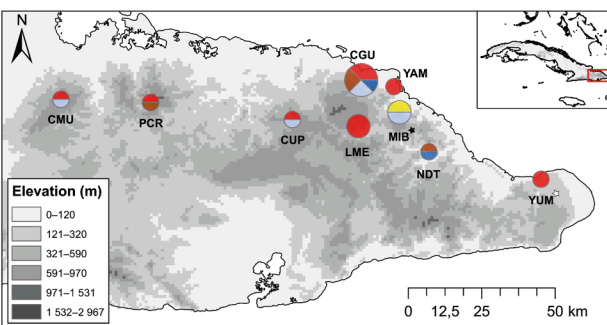 N
CGU
YAM
CMU
PCR
CUP
LME
MIB
NDT
YUM
Elevation (m)
0–120
121–320
321–590
591–970
971–1 531
1 532–2 967
0 12,5 25 50 km